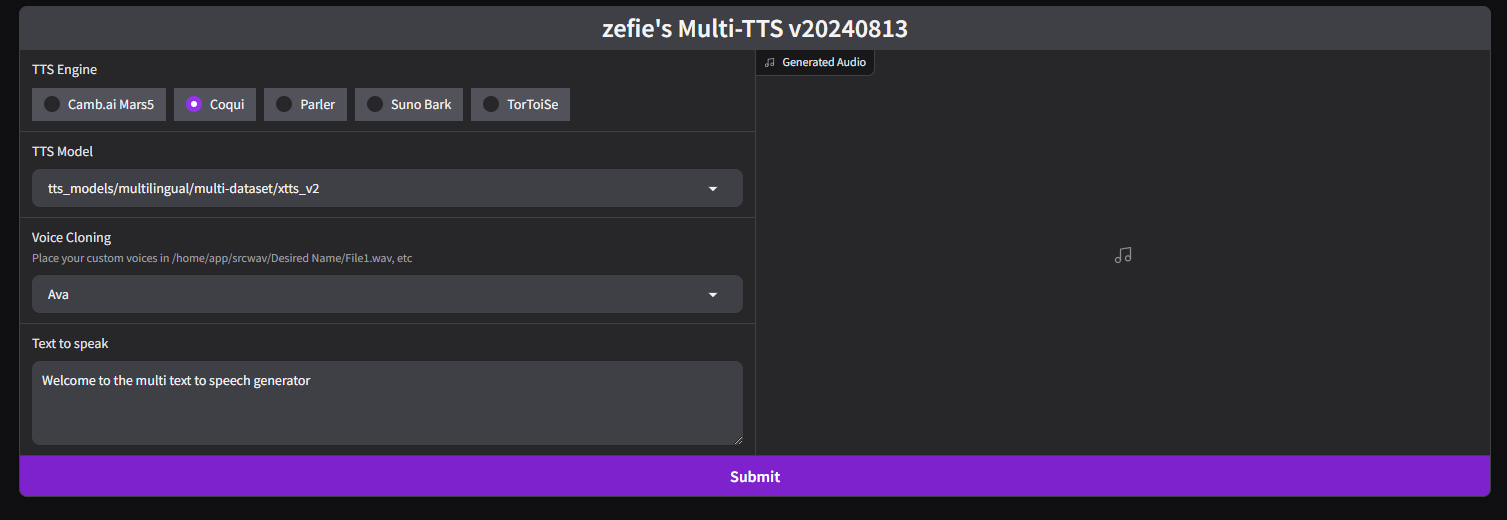 zefie's Multi-TTS v20240813
TTS Engine
Camb.ai Mars5 Coqui Parler Suno Bark TorToiSe
TTS Model
tts_models/multilingual/multi-dataset/xtts_v2
Voice Cloning
Place your custom voices in /home/app/srcwav/Desired Name/File1.wav, etc
Ava
Text to speak
Welcome to the multi text to speech generator
Generated Audio
Submit